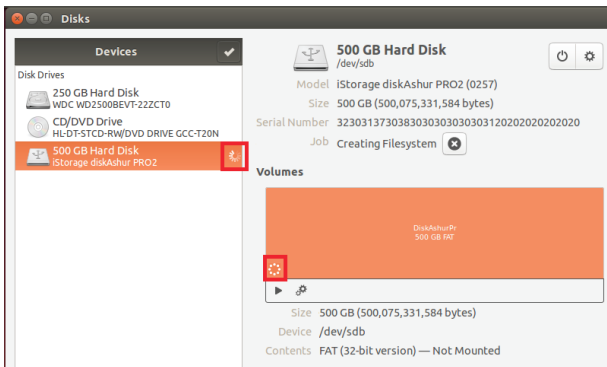 Disks
Devices
Disk Drives
250 GB Hard Disk
WDC WD2500BEVT-22ZCT0
CD/DVD Drive
HL-DT-STCD-RW/DVD DRIVE GCC-T20N
500 GB Hard Disk
iStorage diskAshur PRO2
500 GB Hard Disk
/dev/sdb
Model iStorage diskAshur PRO2 (0257)
Size 500 GB (500,075,331,584 bytes)
Serial Number 32303137303830303030303031202020202020
Job Creating Filesystem
Volumes
DiskAshurPr
500 GB FAT
Size 500 GB (500,075,331,584 bytes)
Device /dev/sdb
Contents FAT (32-bit version) — Not Mounted